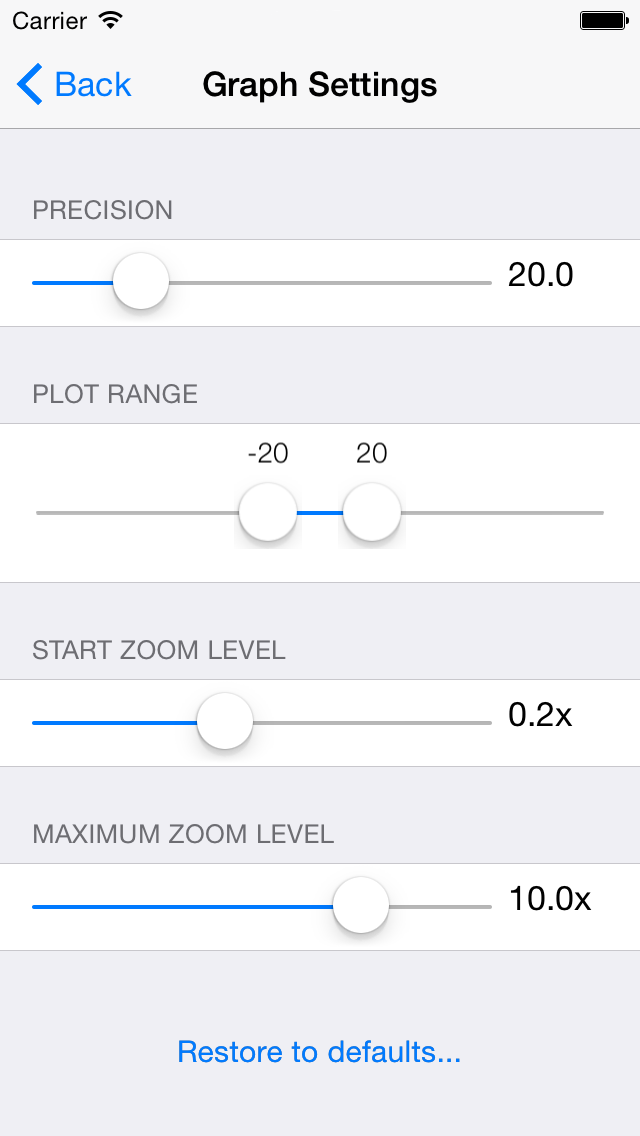 Carrier
Back Graph Settings
PRECISION
20.0
PLOT RANGE
-20 20
START ZOOM LEVEL
0.2x
MAXIMUM ZOOM LEVEL
10.0x
Restore to defaults...